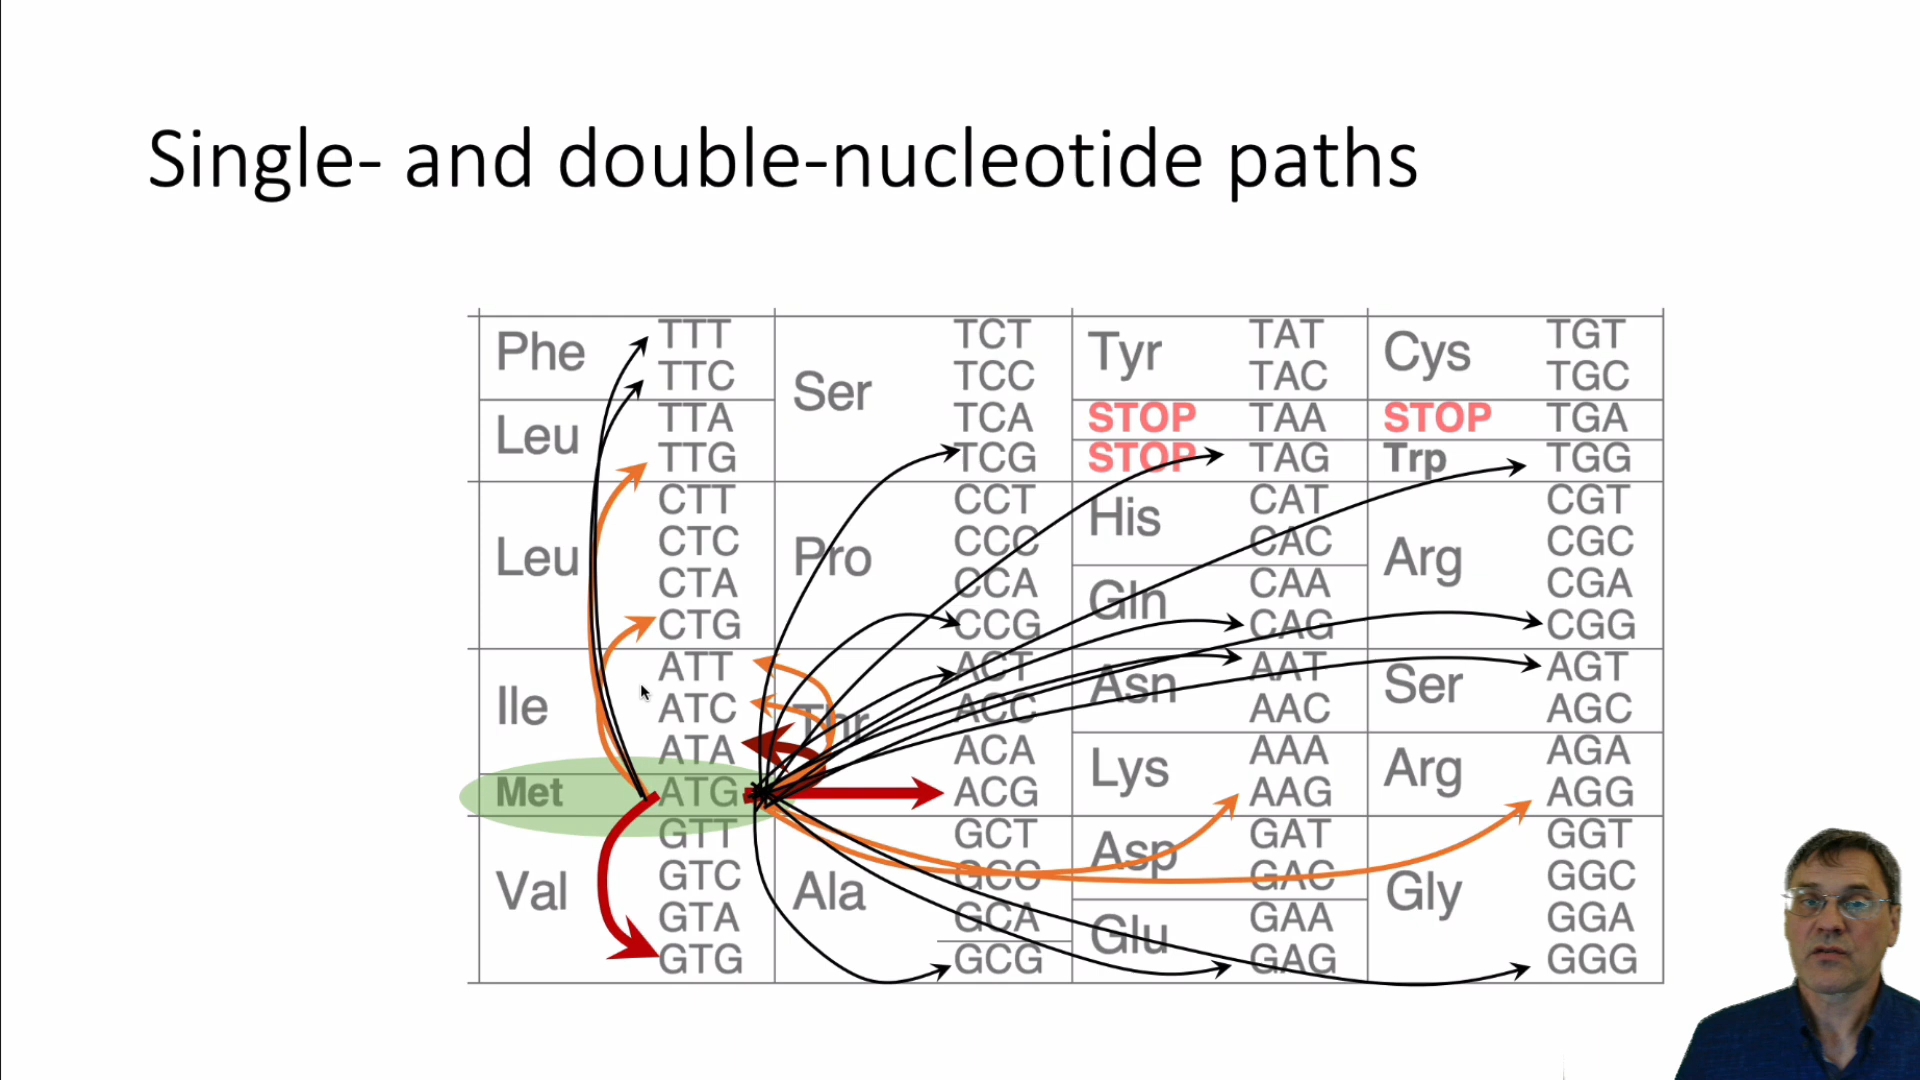 Single- and double-nucleotide paths
Phe TTT TTC
Leu TTA TTG
Leu CTT CTC CTA CTG
Ile ATT ATC ATA
Met ATG
Val GTT GTC GTA GTG
Ser TCT TCC TCA TCG
Pro CCT CCC CCA CCG
Thr ACT ACC ACA ACG
Ala GCT GCC GCA GCG
Tyr TAT TAC
STOP TAA
STOP TAG
His CAT CAC
Gln CAA CAG
Asn AAT AAC
Lys AAA AAG
Asp GAT GAC
Glu GAA GAG
Cys TGT TGC
STOP TGA
Trp TGG
Arg CGT CGC CGA CGG
Ser AGT AGC
Arg AGA AGG
Gly GGT GGC GGA GGG